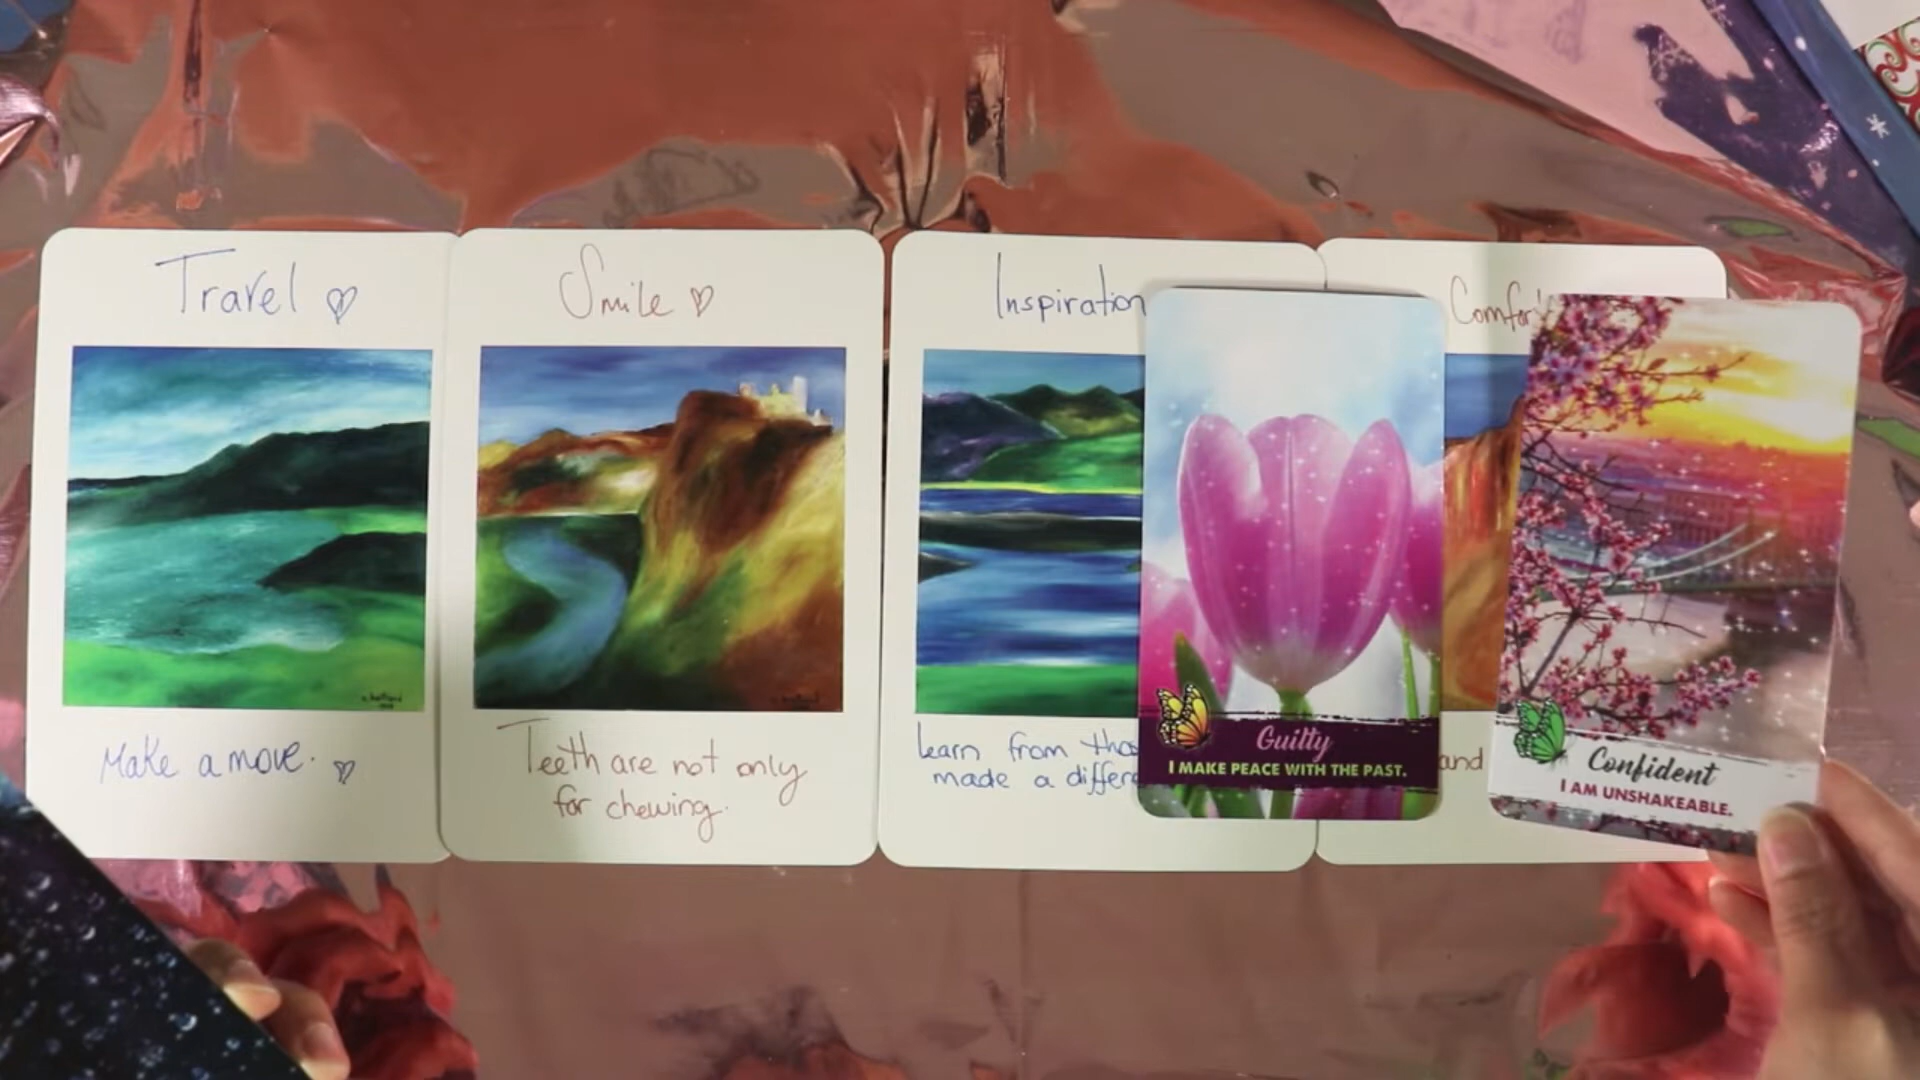 Travel
Make a move.
Smile
Teeth are not only
for chewing.
Inspiration
Learn from
made a
Guilty
I MAKE PEACE WITH THE PAST.
and
Confident
I AM UNSHAKEABLE.